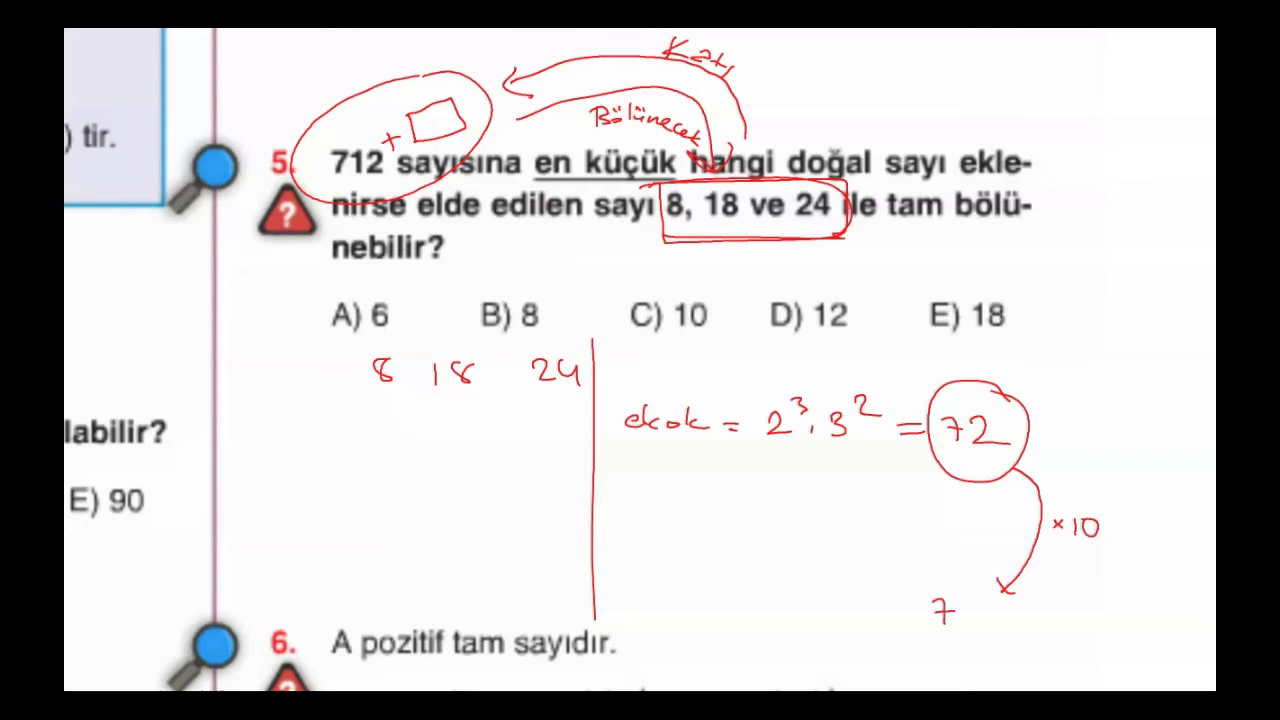 ) tir.
Katı
Bölünecek
+
5. 712 sayısına en küçük hangi doğal sayı ekle-
nirse elde edilen sayı 8, 18 ve 24 ile tam bölü-
nebilir?
?
A) 6 B) 8 C) 10 D) 12 E) 18
8 18 24
ekok = 2³.3² = 72
×10
7
labilir?
E) 90
6. A pozitif tam sayıdır.
?